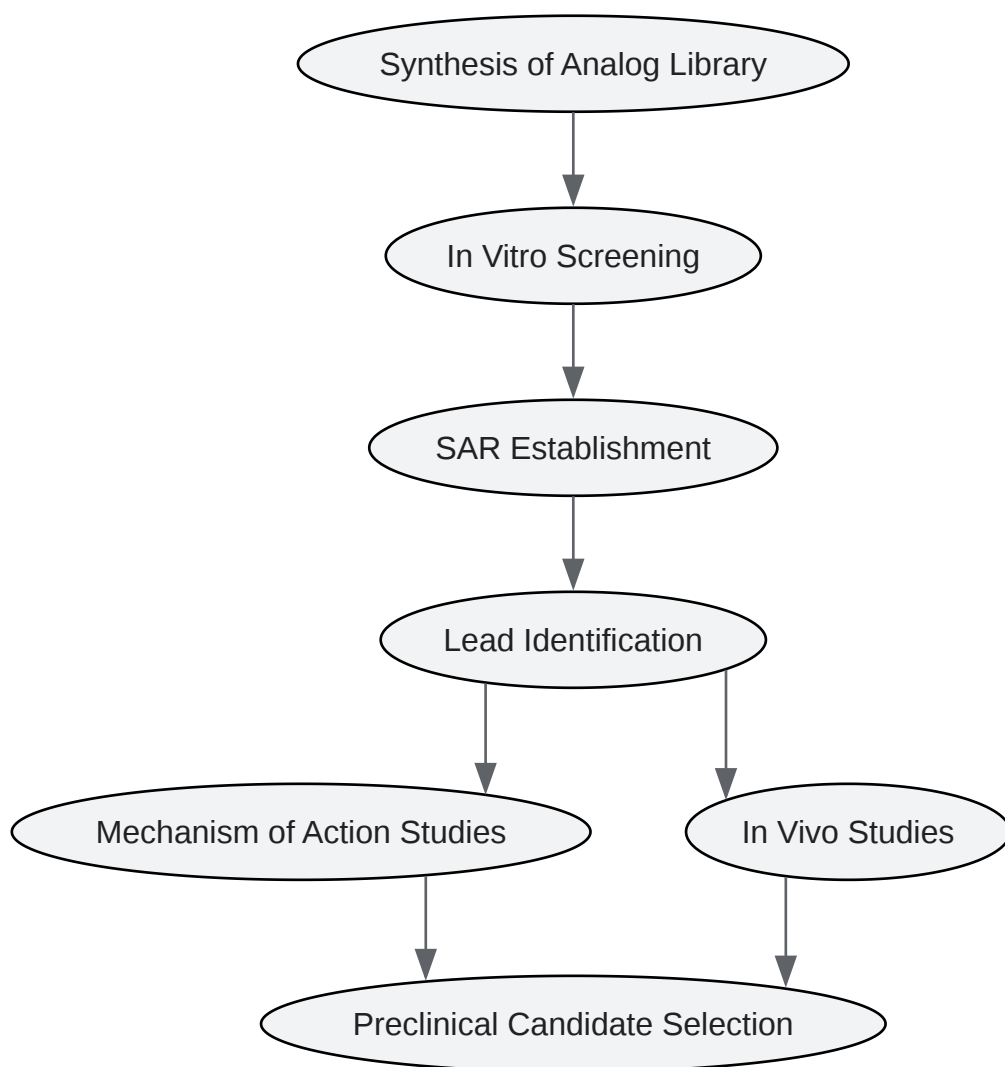 Synthesis of Analog Library
In Vitro Screening
SAR Establishment
Lead Identification
Mechanism of Action Studies
In Vivo Studies
Preclinical Candidate Selection